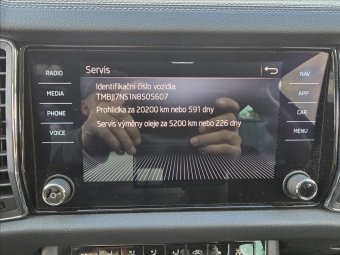 Servis
Identifikační číslo vozidla:
TMBJJ7NS1N8505607
Prohlídka za 20200 km nebo 591 dny
Servis výměny oleje za 5200 km nebo 226 dny
RADIO
MEDIA
PHONE
VOICE
NAV
APP
CAR
MENU